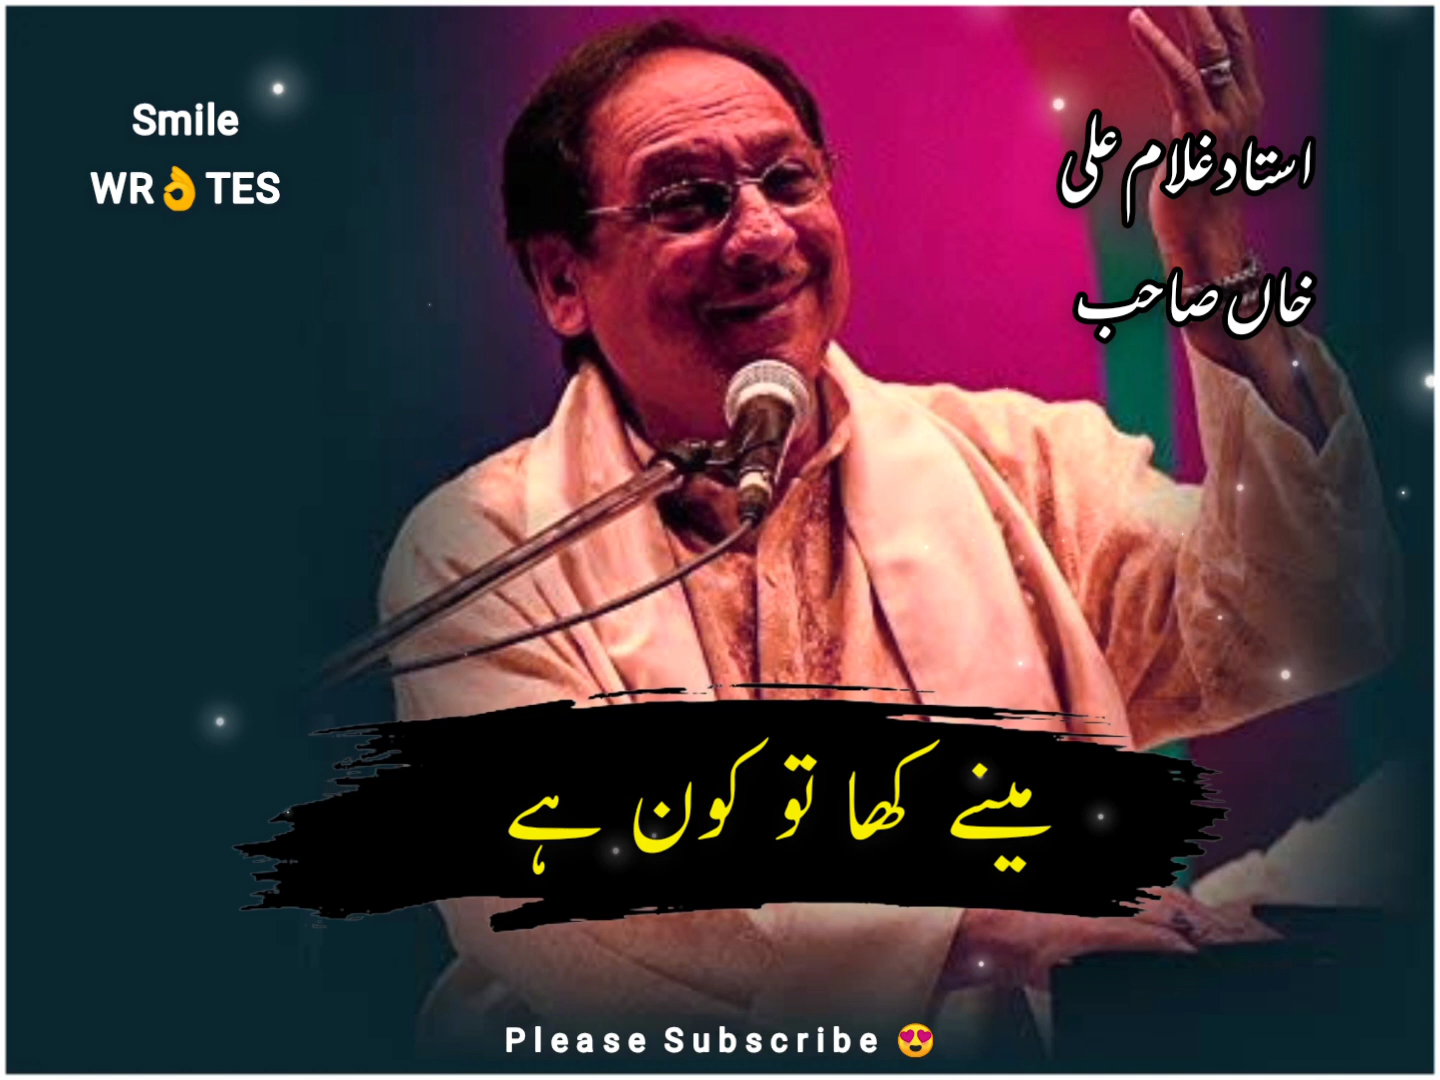 Smile
WR👌TES
استاد غلام علی
خاں صاحب
مینے کھا تو کون ہے
Please Subscribe 😍